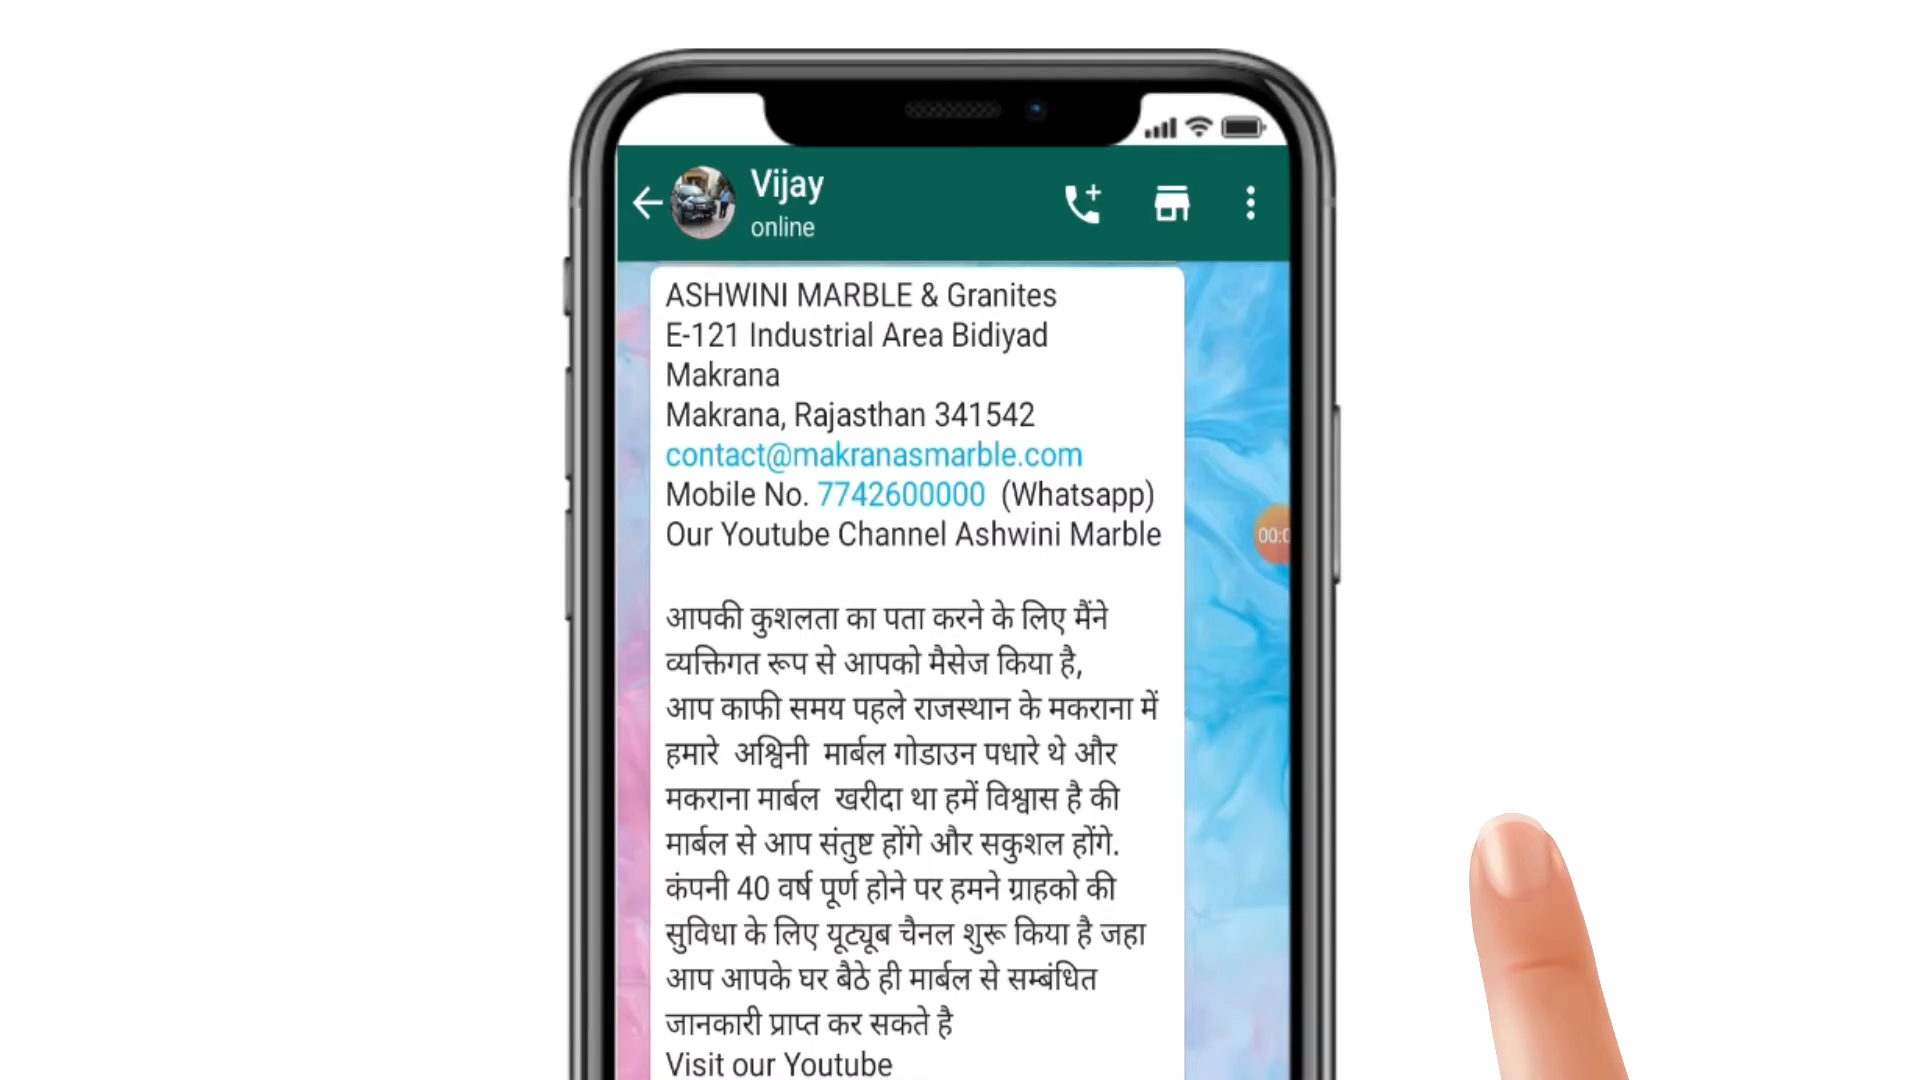 Vijay
online
ASHWINI MARBLE & Granites
E-121 Industrial Area Bidiyad
Makrana
Makrana, Rajasthan 341542
contact@makranasmarble.com
Mobile No. 7742600000 (Whatsapp)
Our Youtube Channel Ashwini Marble
00:0
आपकी कुशलता का पता करने के लिए मैंने
व्यक्तिगत रूप से आपको मैसेज किया है,
आप काफी समय पहले राजस्थान के मकराना में
हमारे अश्विनी मार्बल गोडाउन पधारे थे और
मकराना मार्बल खरीदा था हमें विश्वास है की
मार्बल से आप संतुष्ट होंगे और सकुशल होंगे.
कंपनी 40 वर्ष पूर्ण होने पर हमने ग्राहको की
सुविधा के लिए यूट्यूब चैनल शुरू किया है जहा
आप आपके घर बैठे ही मार्बल से सम्बंधित
जानकारी प्राप्त कर सकते है
Visit our Youtube